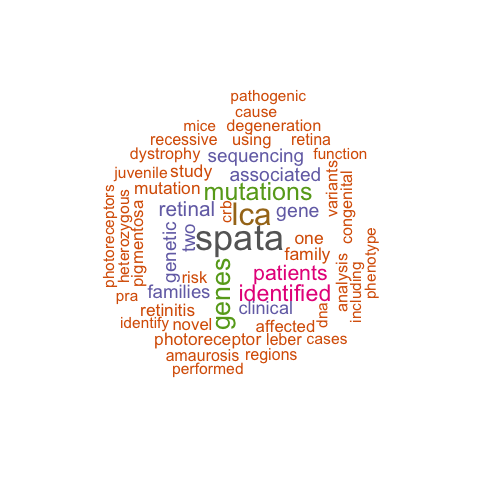 pathogenic
cause
mice degeneration
recessive using retina
dystrophy sequencing function
juvenile study associated
mutation mutations variants
photoreceptors heterozygous pigmentosa
retinal crb lca gene congenital
genetic two spata one
family phenotype
risk patients analysis including
pra families genes identified
retinitis clinical dna
identify novel affected
photoreceptor leber cases
amaurosis regions
performed